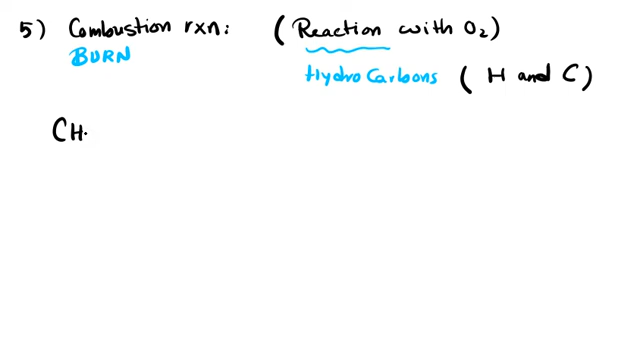 5) Combustion rxn: (Reaction with O₂)
BURN
HydroCarbons (H and C)
CH